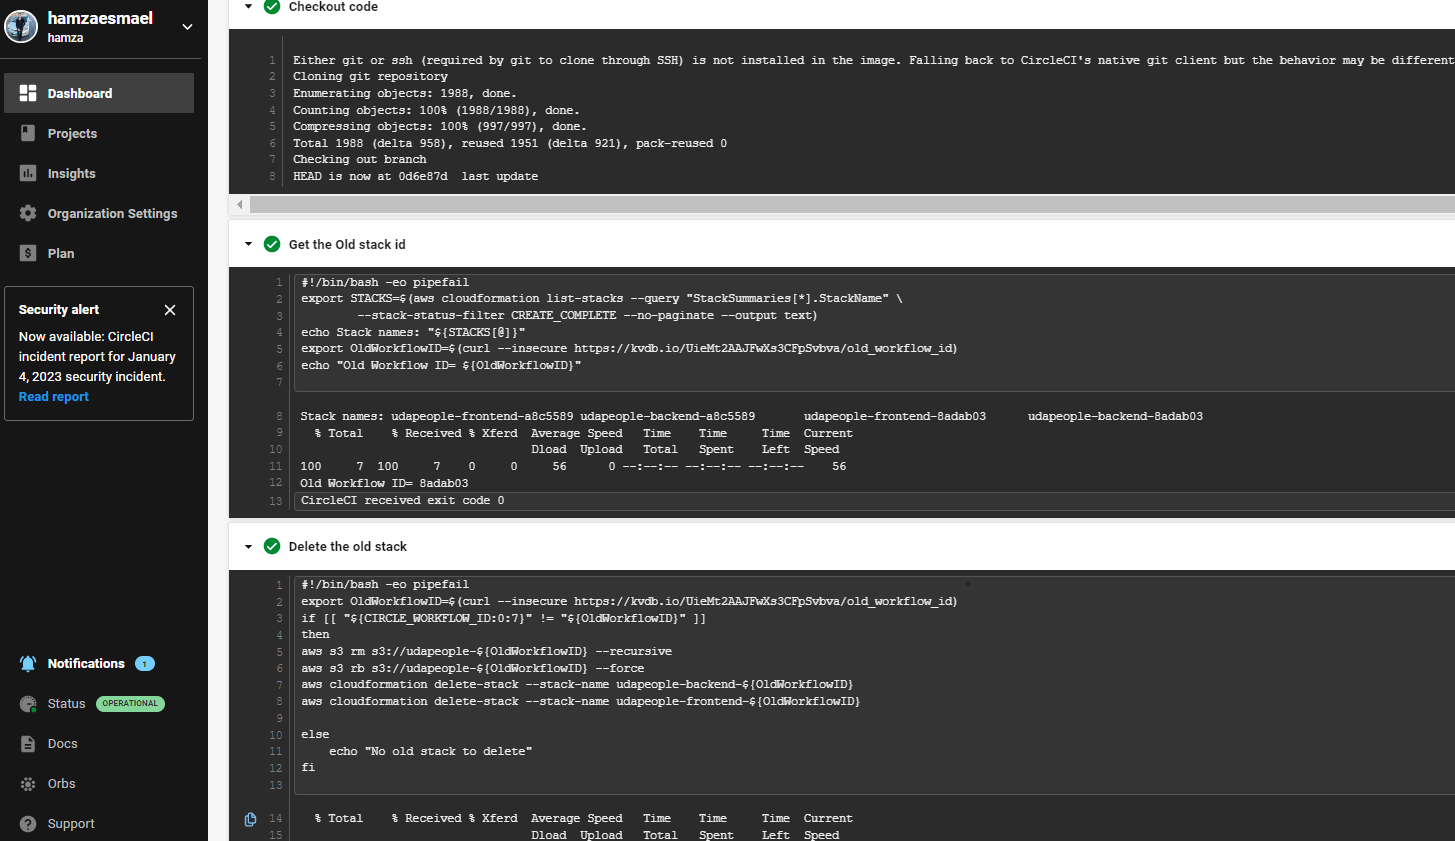 hamzaesmael
hamza
Dashboard
Projects
Insights
Organization Settings
Plan
Security alert
Now available: CircleCI
incident report for January
4, 2023 security incident.
Read report
Notifications 1
Status OPERATIONAL
Docs
Orbs
Support
Checkout code
1 Either git or ssh (required by git to clone through SSH) is not installed in the image. Falling back to CircleCI's native git client but the behavior may be different
2 Cloning git repository
3 Enumerating objects: 1988, done.
4 Counting objects: 100% (1988/1988), done.
5 Compressing objects: 100% (997/997), done.
6 Total 1988 (delta 958), reused 1951 (delta 921), pack-reused 0
7 Checking out branch
8 HEAD is now at 0d6e87d  last update
Get the Old stack id
1 #!/bin/bash -eo pipefail
2 export STACKS=$(aws cloudformation list-stacks --query "StackSummaries[*].StackName" \
3         --stack-status-filter CREATE_COMPLETE --no-paginate --output text)
4 echo Stack names: "${STACKS[@]}"
5 export OldWorkflowID=$(curl --insecure https://kvdb.io/UieMt2AAJFwXs3CFpSvbva/old_workflow_id)
6 echo "Old Workflow ID= ${OldWorkflowID}"
7
8 Stack names: udapeople-frontend-a8c5589 udapeople-backend-a8c5589       udapeople-frontend-8adab03      udapeople-backend-8adab03
9   % Total    % Received % Xferd  Average Speed   Time    Time     Time  Current
10                                  Dload  Upload   Total   Spent    Left  Speed
11 100     7  100     7    0     0     56      0 --:--:-- --:--:-- --:--:--    56
12 Old Workflow ID= 8adab03
13 CircleCI received exit code 0
Delete the old stack
1 #!/bin/bash -eo pipefail
2 export OldWorkflowID=$(curl --insecure https://kvdb.io/UieMt2AAJFwXs3CFpSvbva/old_workflow_id)
3 if [[ "${CIRCLE_WORKFLOW_ID:0:7}" != "${OldWorkflowID}" ]]
4 then
5 aws s3 rm s3://udapeople-${OldWorkflowID} --recursive
6 aws s3 rb s3://udapeople-${OldWorkflowID} --force
7 aws cloudformation delete-stack --stack-name udapeople-backend-${OldWorkflowID}
8 aws cloudformation delete-stack --stack-name udapeople-frontend-${OldWorkflowID}
9
10 else
11     echo "No old stack to delete"
12 fi
13
14   % Total    % Received % Xferd  Average Speed   Time    Time     Time  Current
15                                  Dload  Upload   Total   Spent    Left  Speed